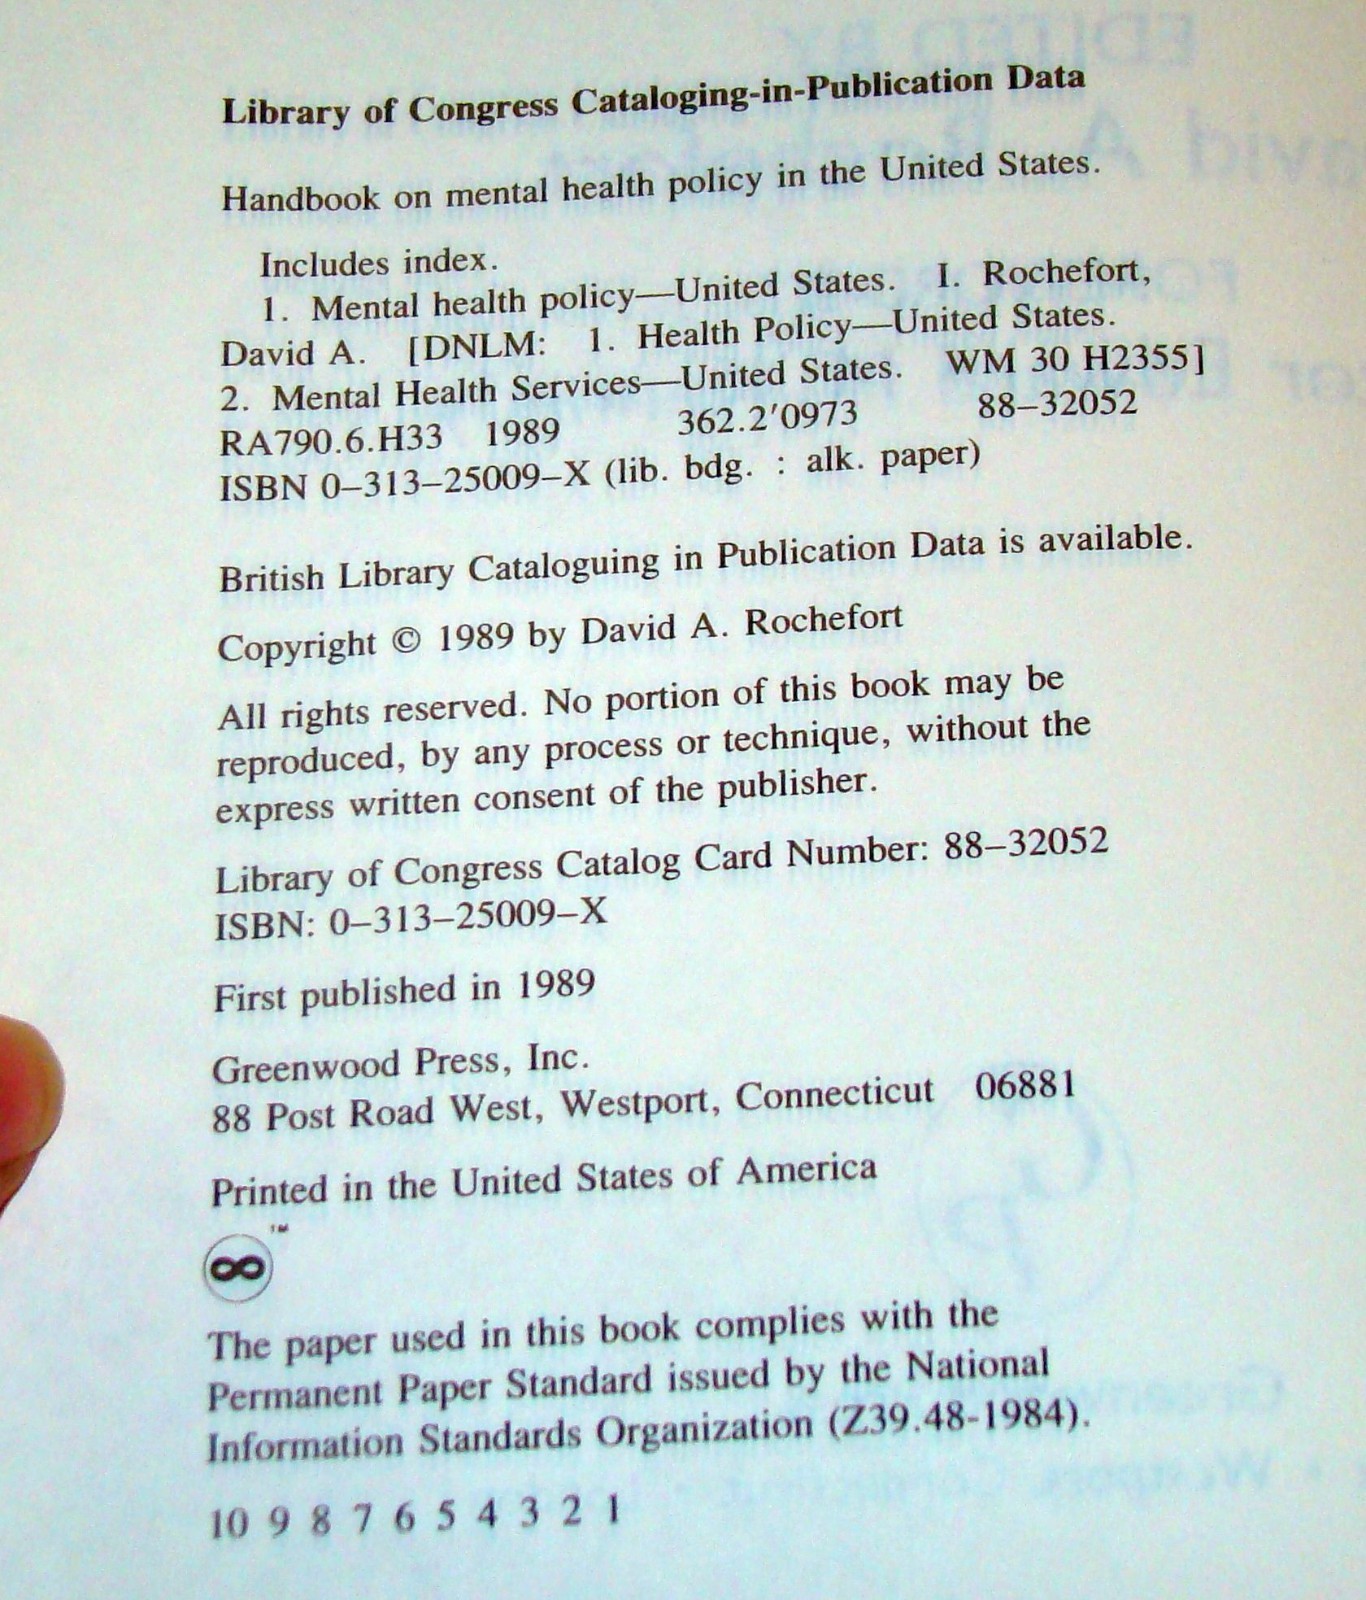 Library of Congress Cataloging-in-Publication Data
Handbook on mental health policy in the United States.
Includes index.
1. Mental health policy—United States. I. Rochefort,
David A. [DNLM: 1. Health Policy—United States.
2. Mental Health Services—United States. WM 30 H2355]
RA790.6.H33 1989 362.2'0973 88–32052
ISBN 0–313–25009–X (lib. bdg. : alk. paper)
British Library Cataloguing in Publication Data is available.
Copyright © 1989 by David A. Rochefort
All rights reserved. No portion of this book may be
reproduced, by any process or technique, without the
express written consent of the publisher.
Library of Congress Catalog Card Number: 88–32052
ISBN: 0–313–25009–X
First published in 1989
Greenwood Press, Inc.
88 Post Road West, Westport, Connecticut 06881
Printed in the United States of America
™
The paper used in this book complies with the
Permanent Paper Standard issued by the National
Information Standards Organization (Z39.48-1984).
10 9 8 7 6 5 4 3 2 1